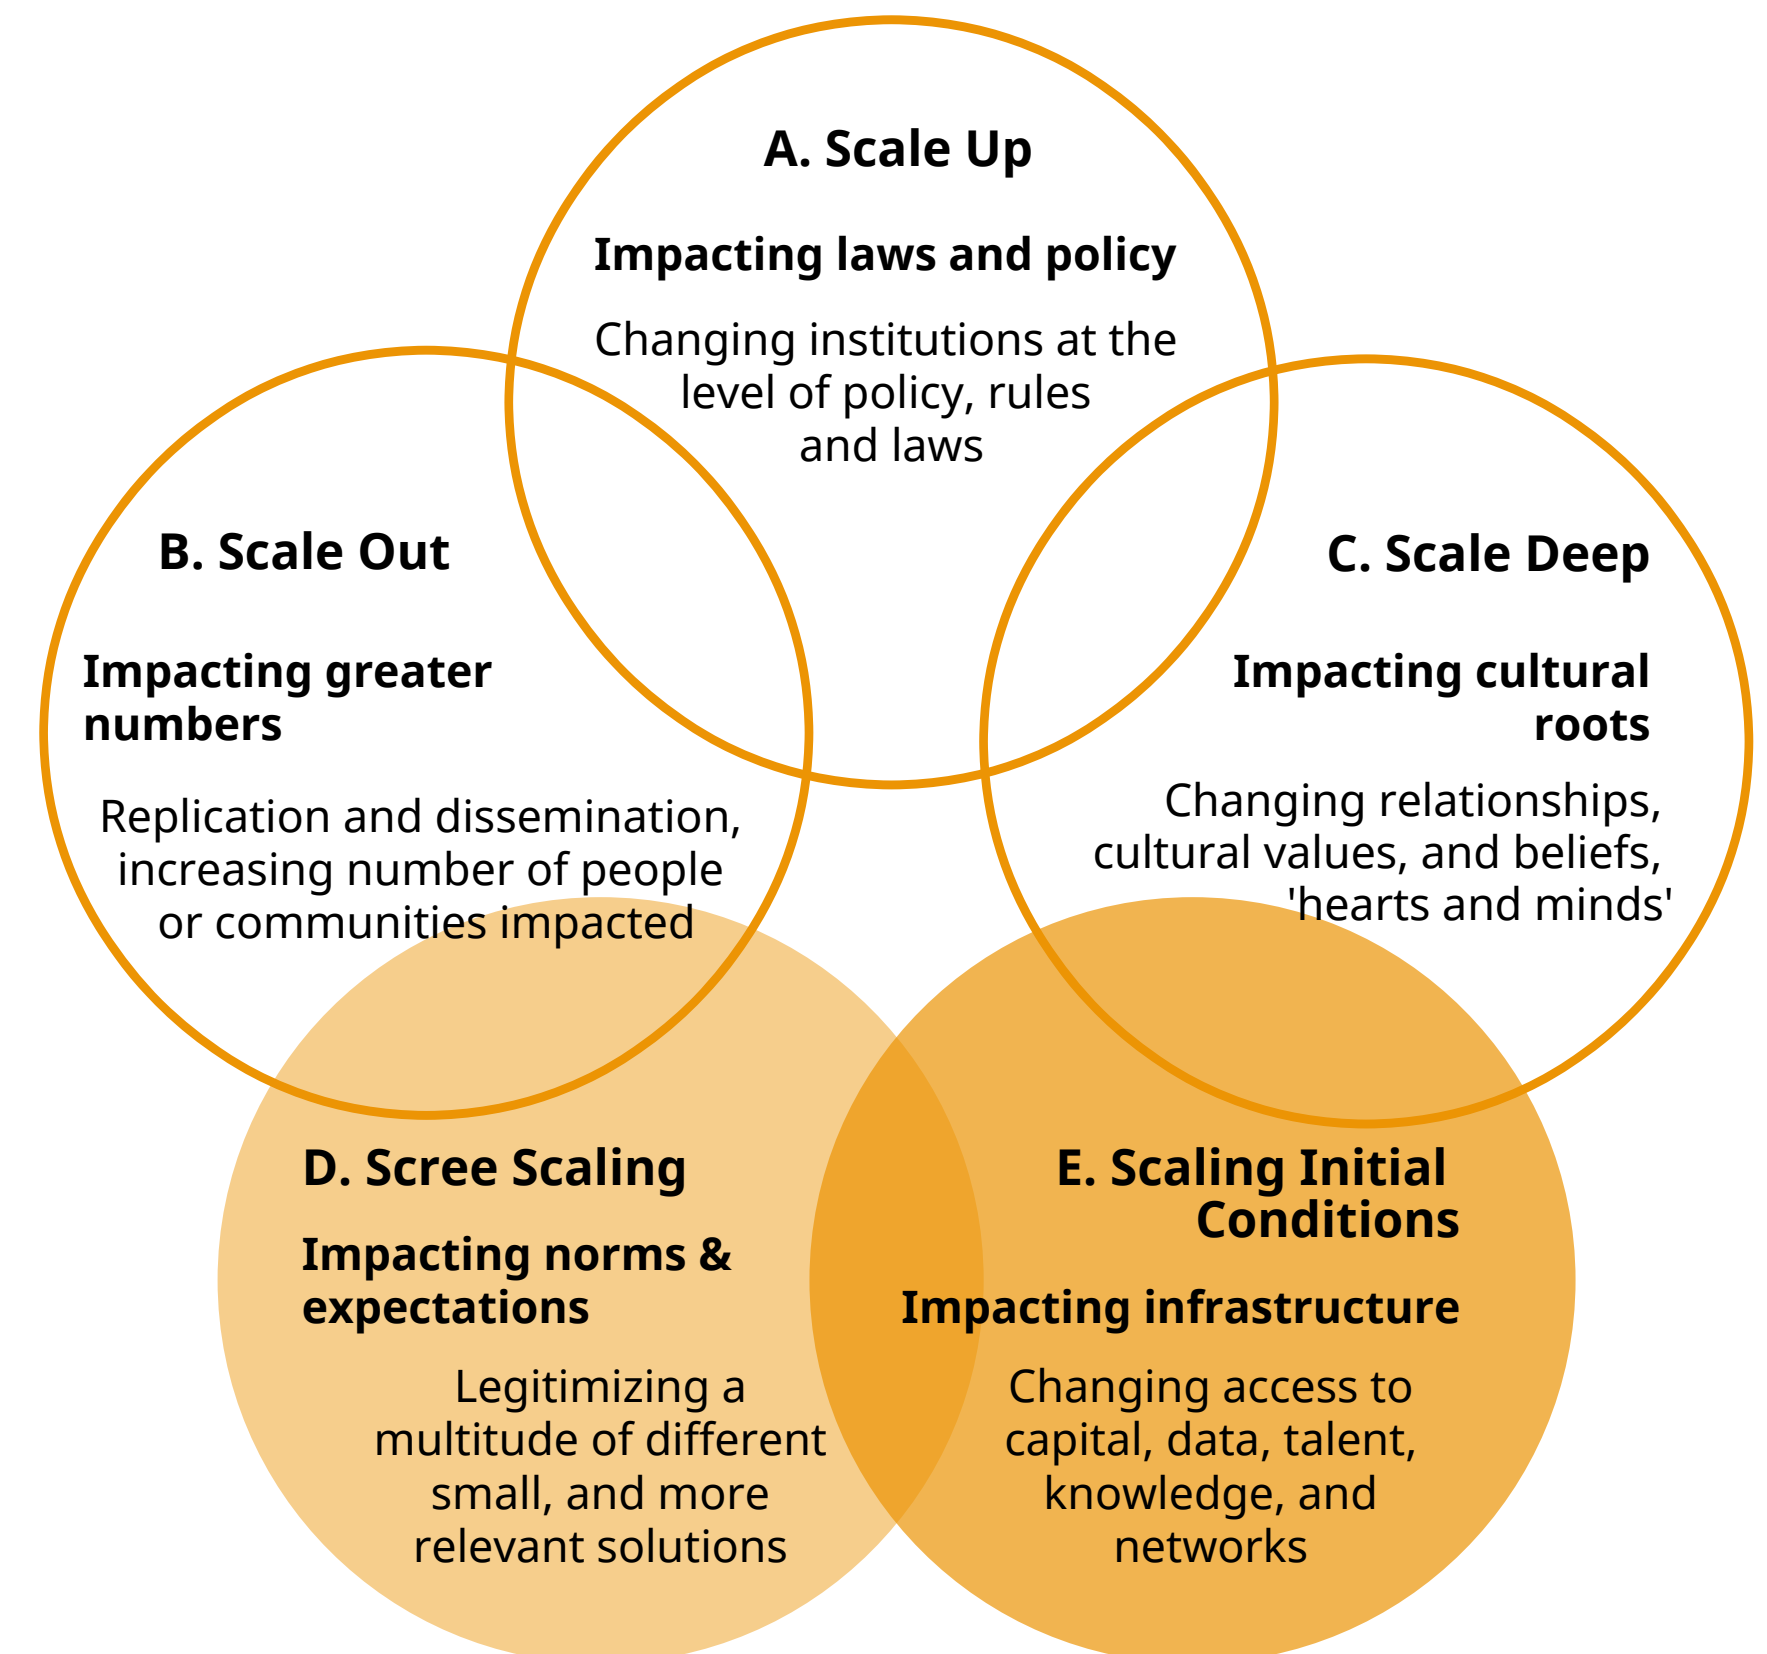 A. Scale Up
Impacting laws and policy
Changing institutions at the
level of policy, rules
and laws
B. Scale Out
Impacting greater
numbers
Replication and dissemination,
increasing number of people
or communities impacted
C. Scale Deep
Impacting cultural
roots
Changing relationships,
cultural values, and beliefs,
'hearts and minds'
D. Scree Scaling
Impacting norms &
expectations
Legitimizing a
multitude of different
small, and more
relevant solutions
E. Scaling Initial
Conditions
Impacting infrastructure
Changing access to
capital, data, talent,
knowledge, and
networks